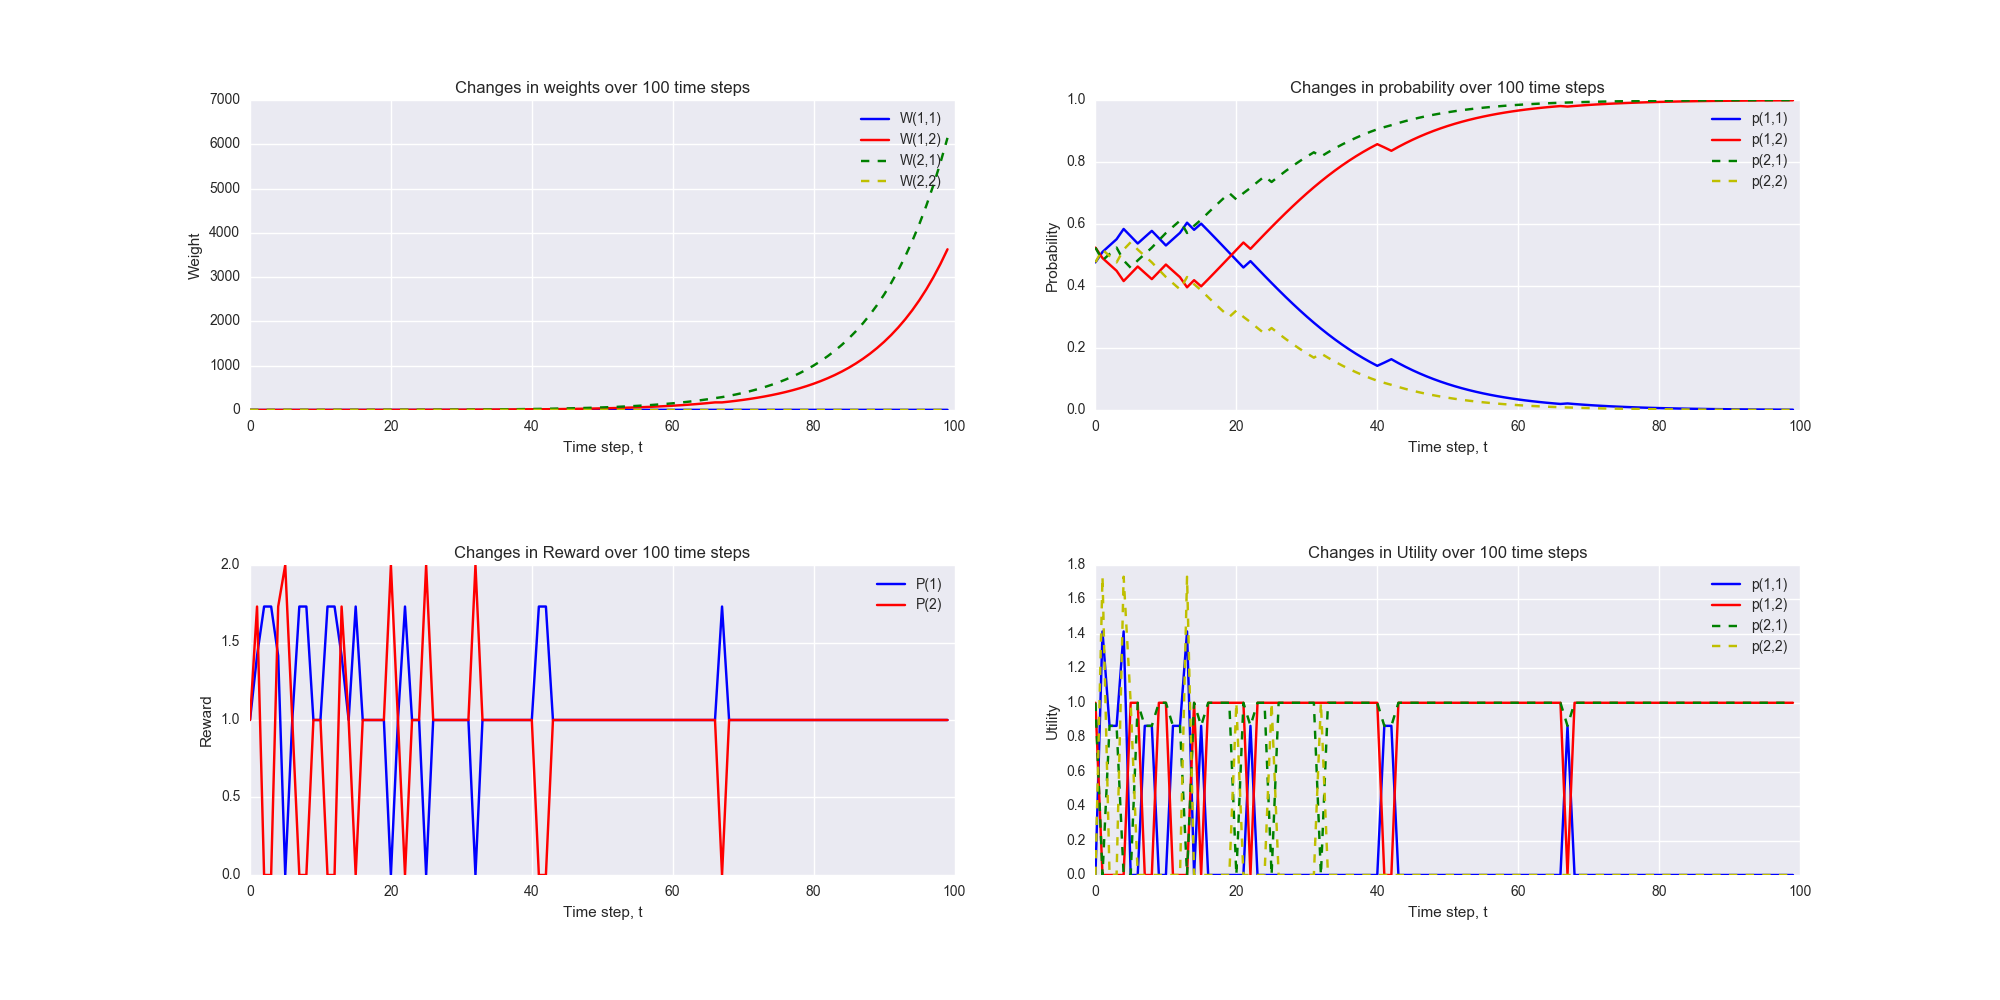 Changes in weights over 100 time steps
7000
6000
5000
4000
3000
2000
1000
0
Weight
W(1,1)
W(1,2)
W(2,1)
W(2,2)
0 20 40 60 80 100
Time step, t
Changes in probability over 100 time steps
1.0
0.8
0.6
0.4
0.2
0.0
Probability
p(1,1)
p(1,2)
p(2,1)
p(2,2)
0 20 40 60 80 100
Time step, t
Changes in Reward over 100 time steps
2.0
1.5
1.0
0.5
0.0
Reward
P(1)
P(2)
0 20 40 60 80 100
Time step, t
Changes in Utility over 100 time steps
1.8
1.6
1.4
1.2
1.0
0.8
0.6
0.4
0.2
0.0
Utility
p(1,1)
p(1,2)
p(2,1)
p(2,2)
0 20 40 60 80 100
Time step, t